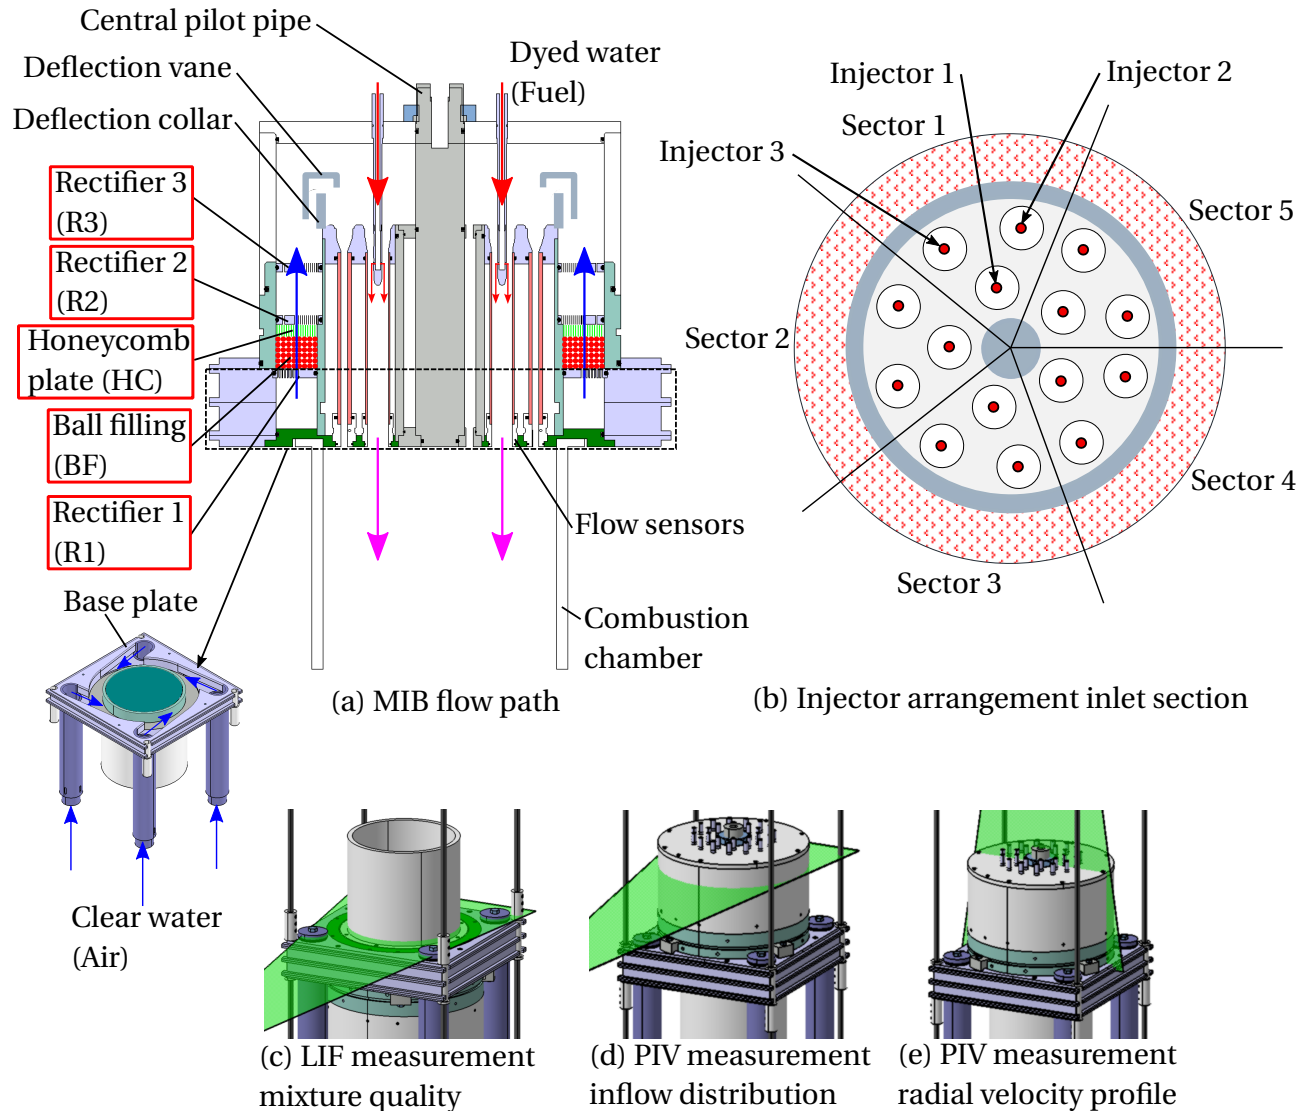 Central pilot pipe
Deflection vane
Deflection collar
Dyed water
(Fuel)
Rectifier 3
(R3)
Rectifier 2
(R2)
Honeycomb
plate (HC)
Ball filling
(BF)
Rectifier 1
(R1)
Base plate
Flow sensors
Combustion
chamber
Clear water
(Air)
(a) MIB flow path
Injector 1
Injector 2
Injector 3
Sector 1
Sector 5
Sector 2
Sector 4
Sector 3
(b) Injector arrangement inlet section
(c) LIF measurement
mixture quality
(d) PIV measurement
inflow distribution
(e) PIV measurement
radial velocity profile